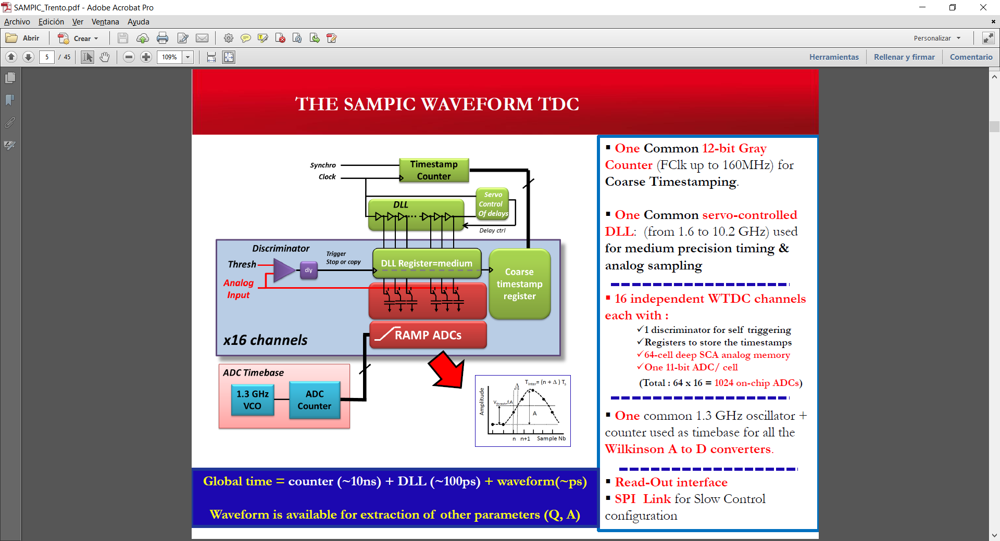 SAMPIC_Trento.pdf - Adobe Acrobat Pro
Archivo Edición Ver Ventana Ayuda
Abrir Crear Personalizar
5 / 45 109% Herramientas Rellenar y firmar Comentario
THE SAMPIC WAVEFORM TDC
Synchro
Clock
Timestamp
Counter
Servo
Control
Of delays
DLL
Delay ctrl
Discriminator
Thresh
Analog
Input
dly
Trigger
Stop or copy
DLL Register=medium
Coarse
timestamp
register
RAMP ADCs
x16 channels
ADC Timebase
1.3 GHz
VCO
ADC
Counter
Amplitude
Tinter= (n + Δ ) Ts
Δ
Vthresh=f.A
A
n n+1 Sample Nb
Global time = counter (~10ns) + DLL (~100ps) + waveform(~ps)
Waveform is available for extraction of other parameters (Q, A)
▪ One Common 12-bit Gray
Counter (FClk up to 160MHz) for
Coarse Timestamping.
▪ One Common servo-controlled
DLL: (from 1.6 to 10.2 GHz) used
for medium precision timing &
analog sampling
▪ 16 independent WTDC channels
each with :
✓1 discriminator for self triggering
✓Registers to store the timestamps
✓64-cell deep SCA analog memory
✓One 11-bit ADC/ cell
(Total : 64 x 16 = 1024 on-chip ADCs)
▪ One common 1.3 GHz oscillator +
counter used as timebase for all the
Wilkinson A to D converters.
▪ Read-Out interface
▪ SPI Link for Slow Control
configuration